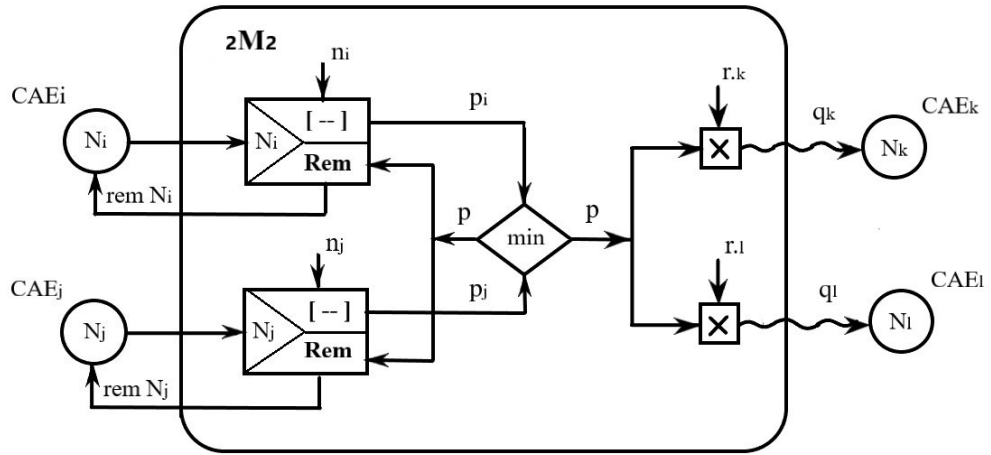 2M2
ni
CAEi
pi
r.k
qk
CAEk
[ -- ]
Ni
Ni
Rem
×
Nk
rem Ni
p
p
min
nj
r.l
CAEj
pj
ql
CAEl
[ -- ]
Nj
Nj
Rem
×
Nl
rem Nj